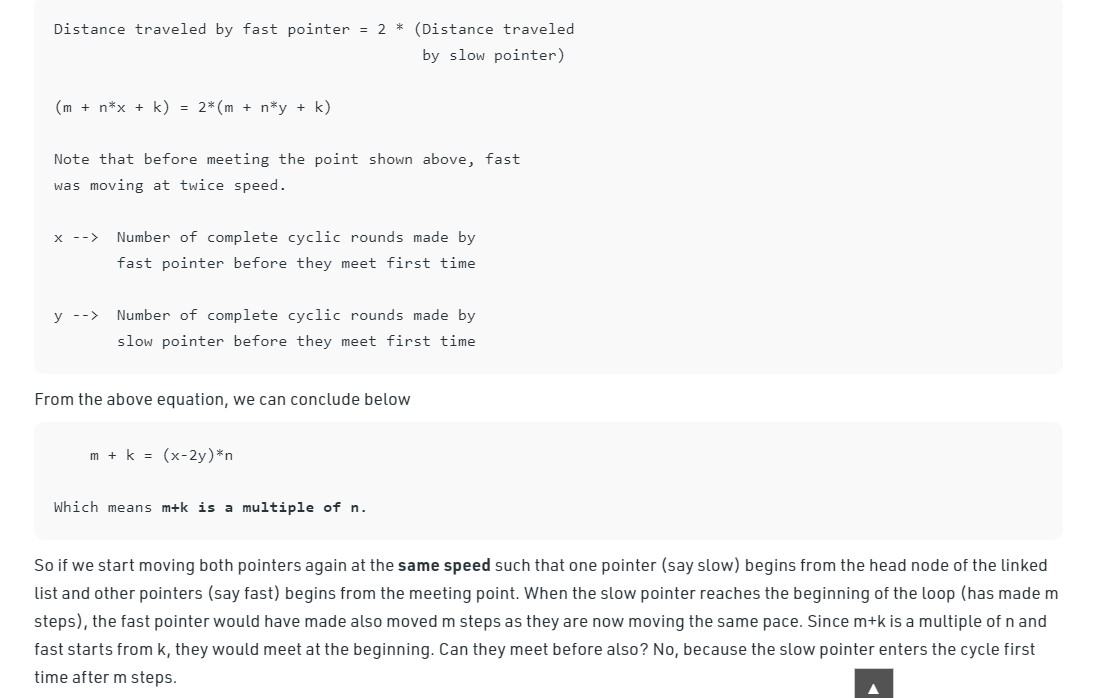 Distance traveled by fast pointer = 2 * (Distance traveled
by slow pointer)
(m + n*x + k) = 2*(m + n*y + k)
Note that before meeting the point shown above, fast
was moving at twice speed.
x --> Number of complete cyclic rounds made by
fast pointer before they meet first time
y --> Number of complete cyclic rounds made by
slow pointer before they meet first time
From the above equation, we can conclude below
m + k = (x-2y)*n
Which means m+k is a multiple of n.
So if we start moving both pointers again at the same speed such that one pointer (say slow) begins from the head node of the linked
list and other pointers (say fast) begins from the meeting point. When the slow pointer reaches the beginning of the loop (has made m
steps), the fast pointer would have made also moved m steps as they are now moving the same pace. Since m+k is a multiple of n and
fast starts from k, they would meet at the beginning. Can they meet before also? No, because the slow pointer enters the cycle first
time after m steps.